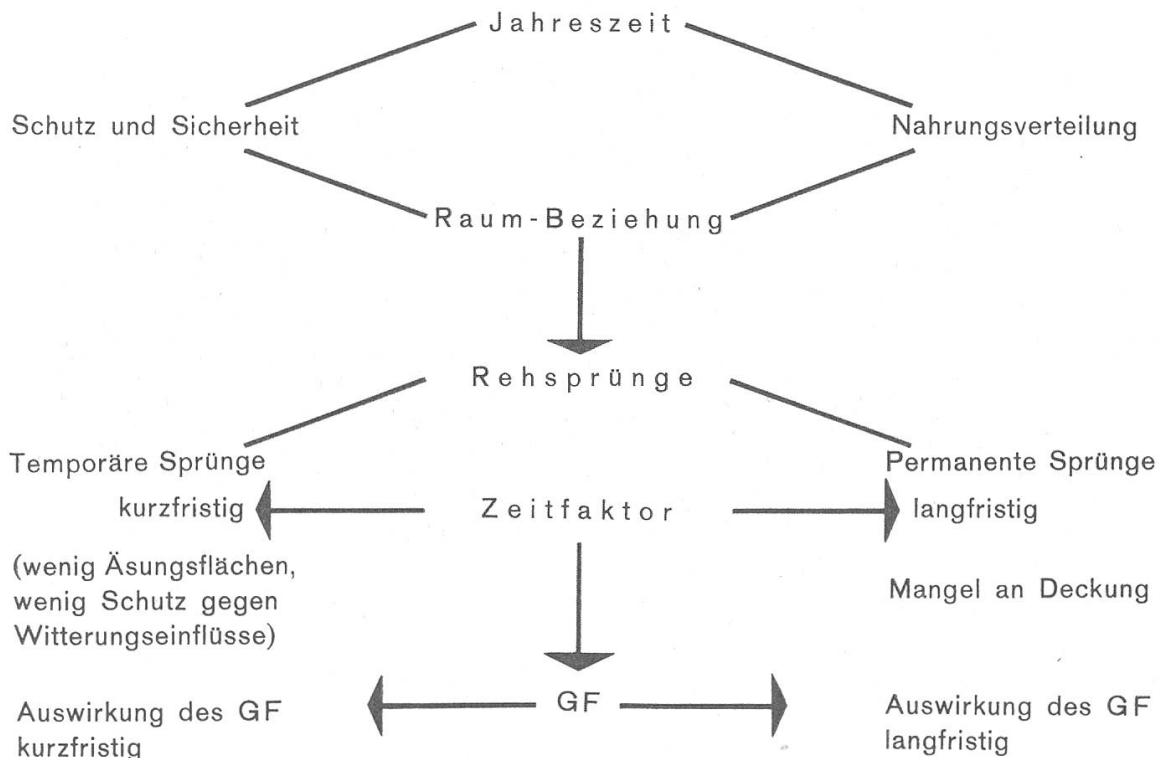 Jahreszeit
Schutz und Sicherheit
Nahrungsverteilung
Raum-Beziehung
Rehsprünge
Temporäre Sprünge
Permanente Sprünge
kurzfristig
Zeitfaktor
langfristig
(wenig Äsungsflächen,
wenig Schutz gegen
Witterungseinflüsse)
Mangel an Deckung
GF
Auswirkung des GF
kurzfristig
Auswirkung des GF
langfristig